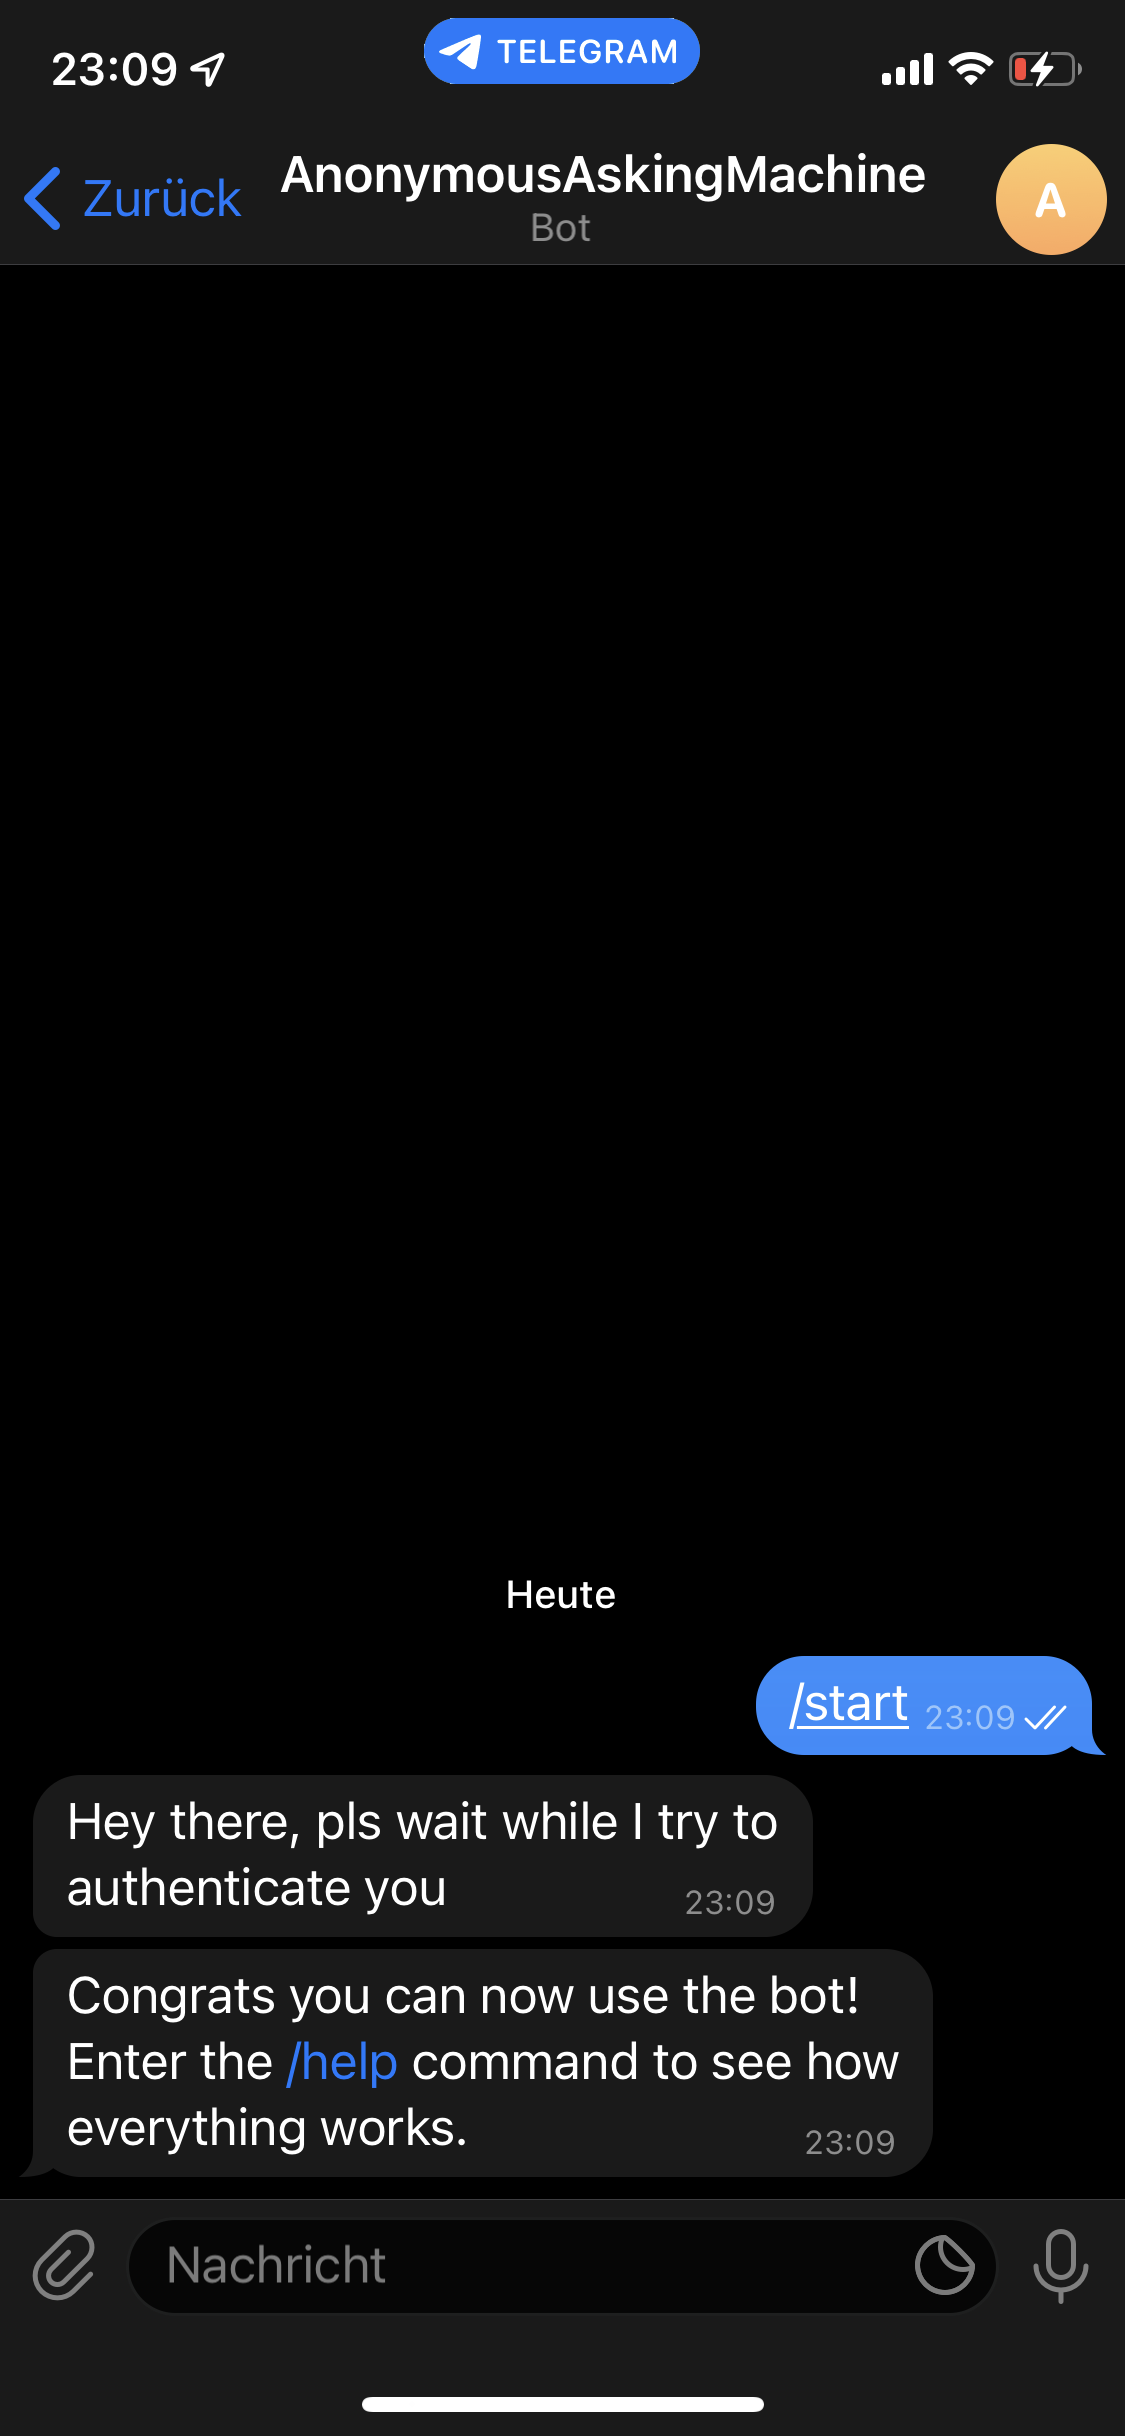 23:09
TELEGRAM
Zurück
AnonymousAskingMachine
Bot
A
Heute
/start 23:09
Hey there, pls wait while I try to
authenticate you 23:09
Congrats you can now use the bot!
Enter the /help command to see how
everything works. 23:09
Nachricht